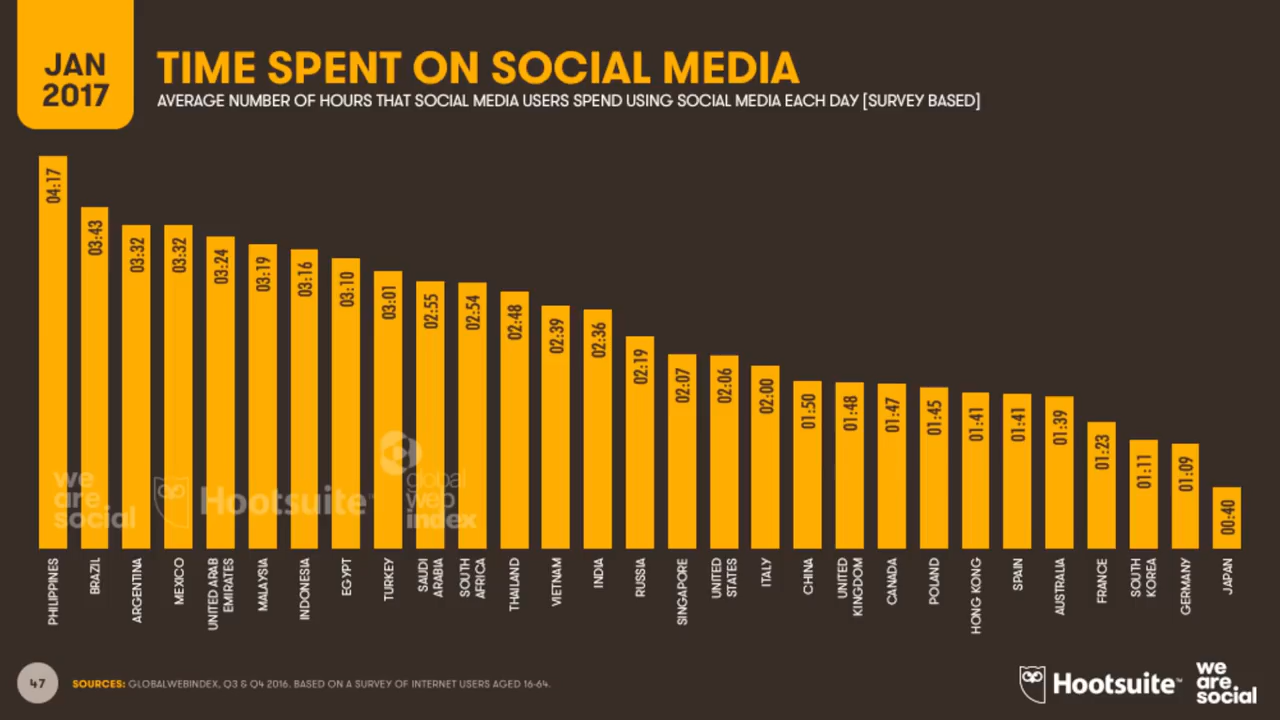 JAN
2017
TIME SPENT ON SOCIAL MEDIA
AVERAGE NUMBER OF HOURS THAT SOCIAL MEDIA USERS SPEND USING SOCIAL MEDIA EACH DAY [SURVEY BASED]
04:17
03:43
03:32
03:32
03:24
03:19
03:16
03:10
03:01
02:55
02:54
02:48
02:39
02:36
02:19
02:07
02:06
02:00
01:50
01:48
01:47
01:45
01:41
01:41
01:39
01:23
01:11
01:09
00:40
we
are
social
Hootsuite™
global
web
index
PHILIPPINES
BRAZIL
ARGENTINA
MEXICO
UNITED ARAB
EMIRATES
MALAYSIA
INDONESIA
EGYPT
TURKEY
SAUDI
ARABIA
SOUTH
AFRICA
THAILAND
VIETNAM
INDIA
RUSSIA
SINGAPORE
UNITED
STATES
ITALY
CHINA
UNITED
KINGDOM
CANADA
POLAND
HONG KONG
SPAIN
AUSTRALIA
FRANCE
SOUTH
KOREA
GERMANY
JAPAN
47
SOURCES: GLOBALWEBINDEX, Q3 & Q4 2016. BASED ON A SURVEY OF INTERNET USERS AGED 16-64.
Hootsuite™
we
are
social